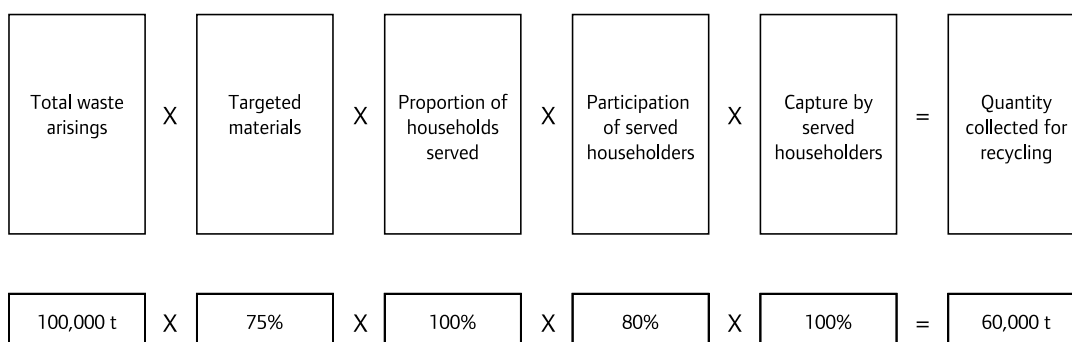 Total waste arisings X Targeted materials X Proportion of households served X Participation of served householders X Capture by served householders = Quantity collected for recycling
100,000 t X 75% X 100% X 80% X 100% = 60,000 t